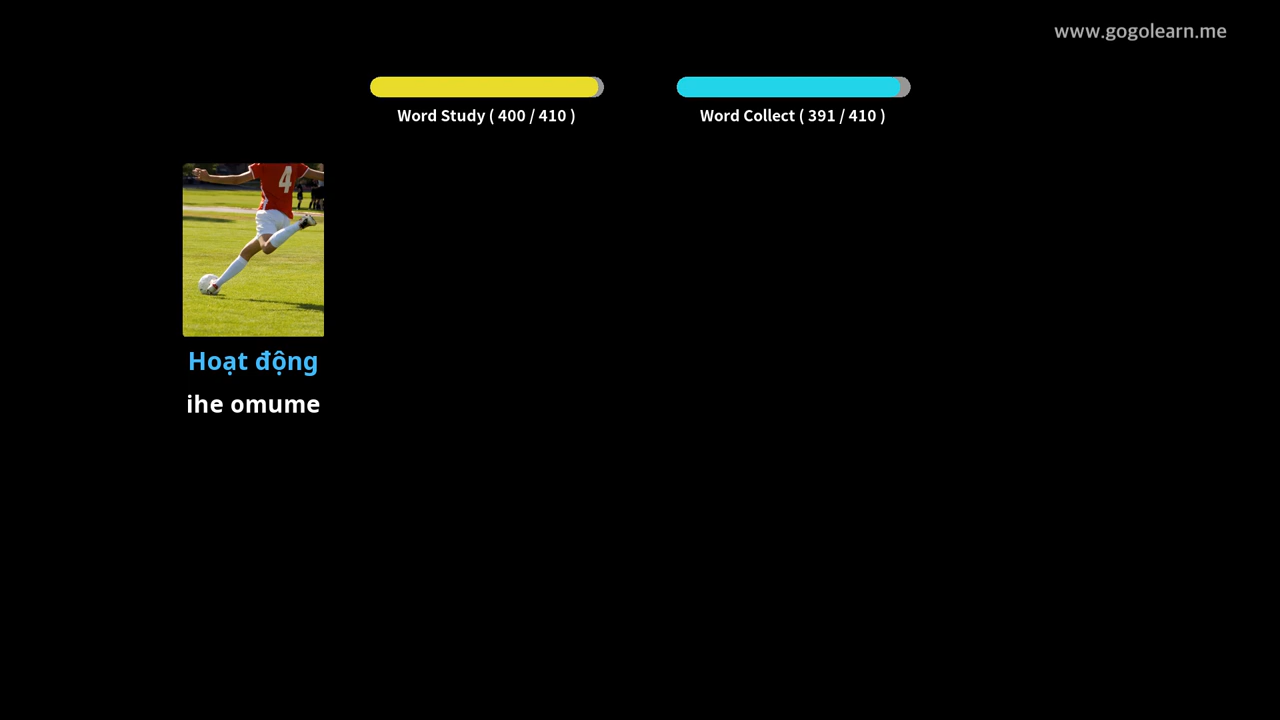 www.gogolearn.me
Word Study ( 400 / 410 )
Word Collect ( 391 / 410 )
4
Hoạt động
ihe omume